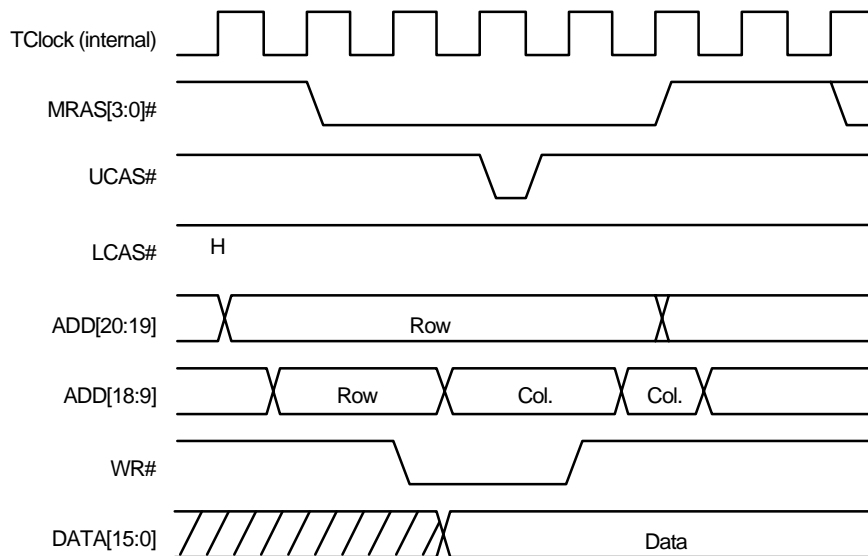 TClock (internal)
MRAS[3:0]#
UCAS#
LCAS# H
ADD[20:19] Row
ADD[18:9] Row Col. Col.
WR#
DATA[15:0] Data